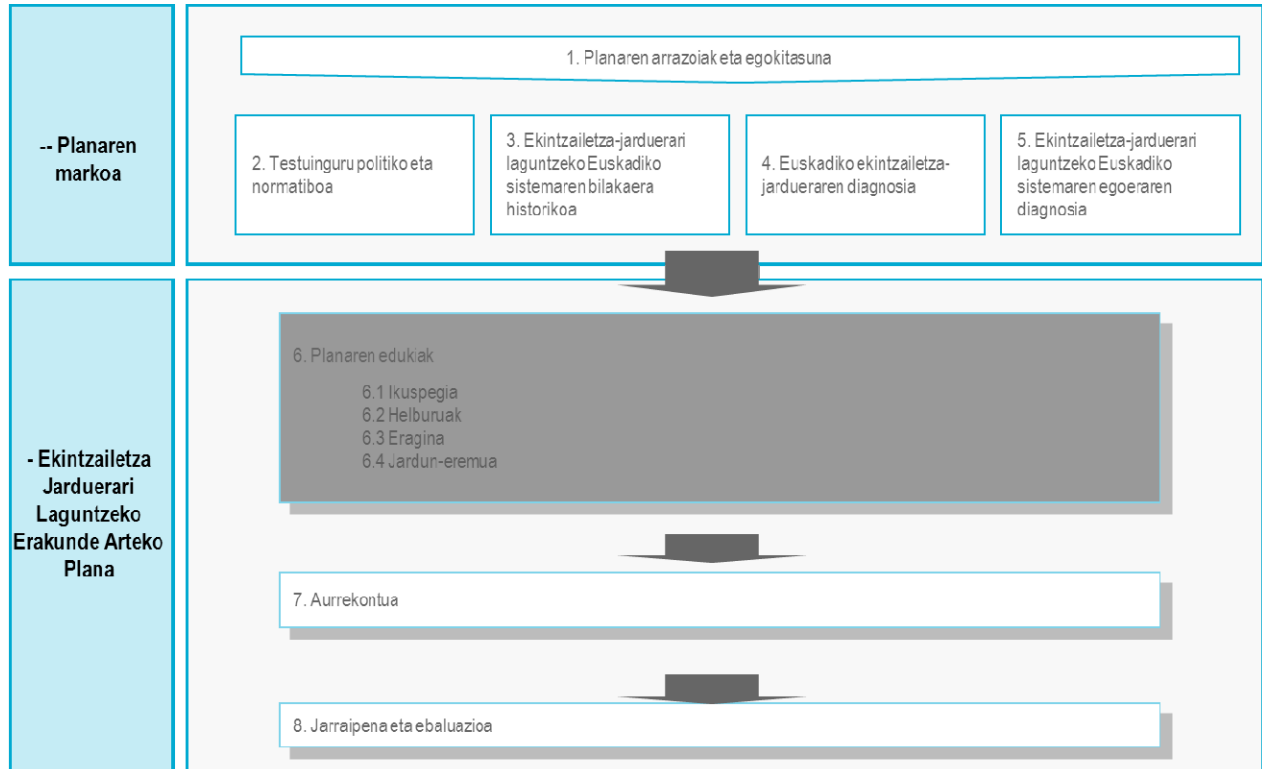 -- Planaren
markoa
1. Planaren arrazoiak eta egokitasuna
2. Testuinguru politiko eta
normatiboa
3. Ekintzailetza-jarduerari
laguntzeko Euskadiko
sistemaren bilakaera
historikoa
4. Euskadiko ekintzailetza-
jardueraren diagnosia
5. Ekintzailetza-jarduerari
laguntzeko Euskadiko
sistemaren egoeraren
diagnosia
- Ekintzailetza
Jarduerari
Laguntzeko
Erakunde Arteko
Plana
6. Planaren edukiak
6.1 Ikuspegia
6.2 Helburuak
6.3 Eragina
6.4 Jardun-eremua
7. Aurrekontua
8. Jarraipena eta ebaluazioa